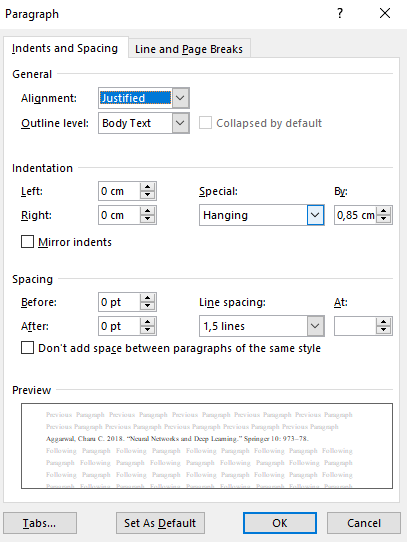 Paragraph ? ×
Indents and Spacing Line and Page Breaks
General
Alignment: Justified
Outline level: Body Text Collapsed by default
Indentation
Left: 0 cm Special: By:
Right: 0 cm Hanging 0,85 cm
Mirror indents
Spacing
Before: 0 pt Line spacing: At:
After: 0 pt 1,5 lines
Don't add space between paragraphs of the same style
Preview
Previous Paragraph Previous Paragraph Previous Paragraph Previous Paragraph Previous Paragraph
Previous Paragraph Previous Paragraph Previous Paragraph Previous Paragraph Previous Paragraph
Aggarwal, Charu C. 2018. “Neural Networks and Deep Learning.” Springer 10: 973–78.
Following Paragraph Following Paragraph Following Paragraph Following Paragraph Following
Paragraph Following Paragraph Following Paragraph Following Paragraph Following Paragraph
Following Paragraph Following Paragraph Following Paragraph Following Paragraph Following
Paragraph Following Paragraph Following Paragraph Following Paragraph Following Paragraph
Tabs... Set As Default OK Cancel